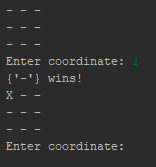 - - -
- - -
- - -
Enter coordinate: 1
{'-'} wins!
X - -
- - -
- - -
Enter coordinate: